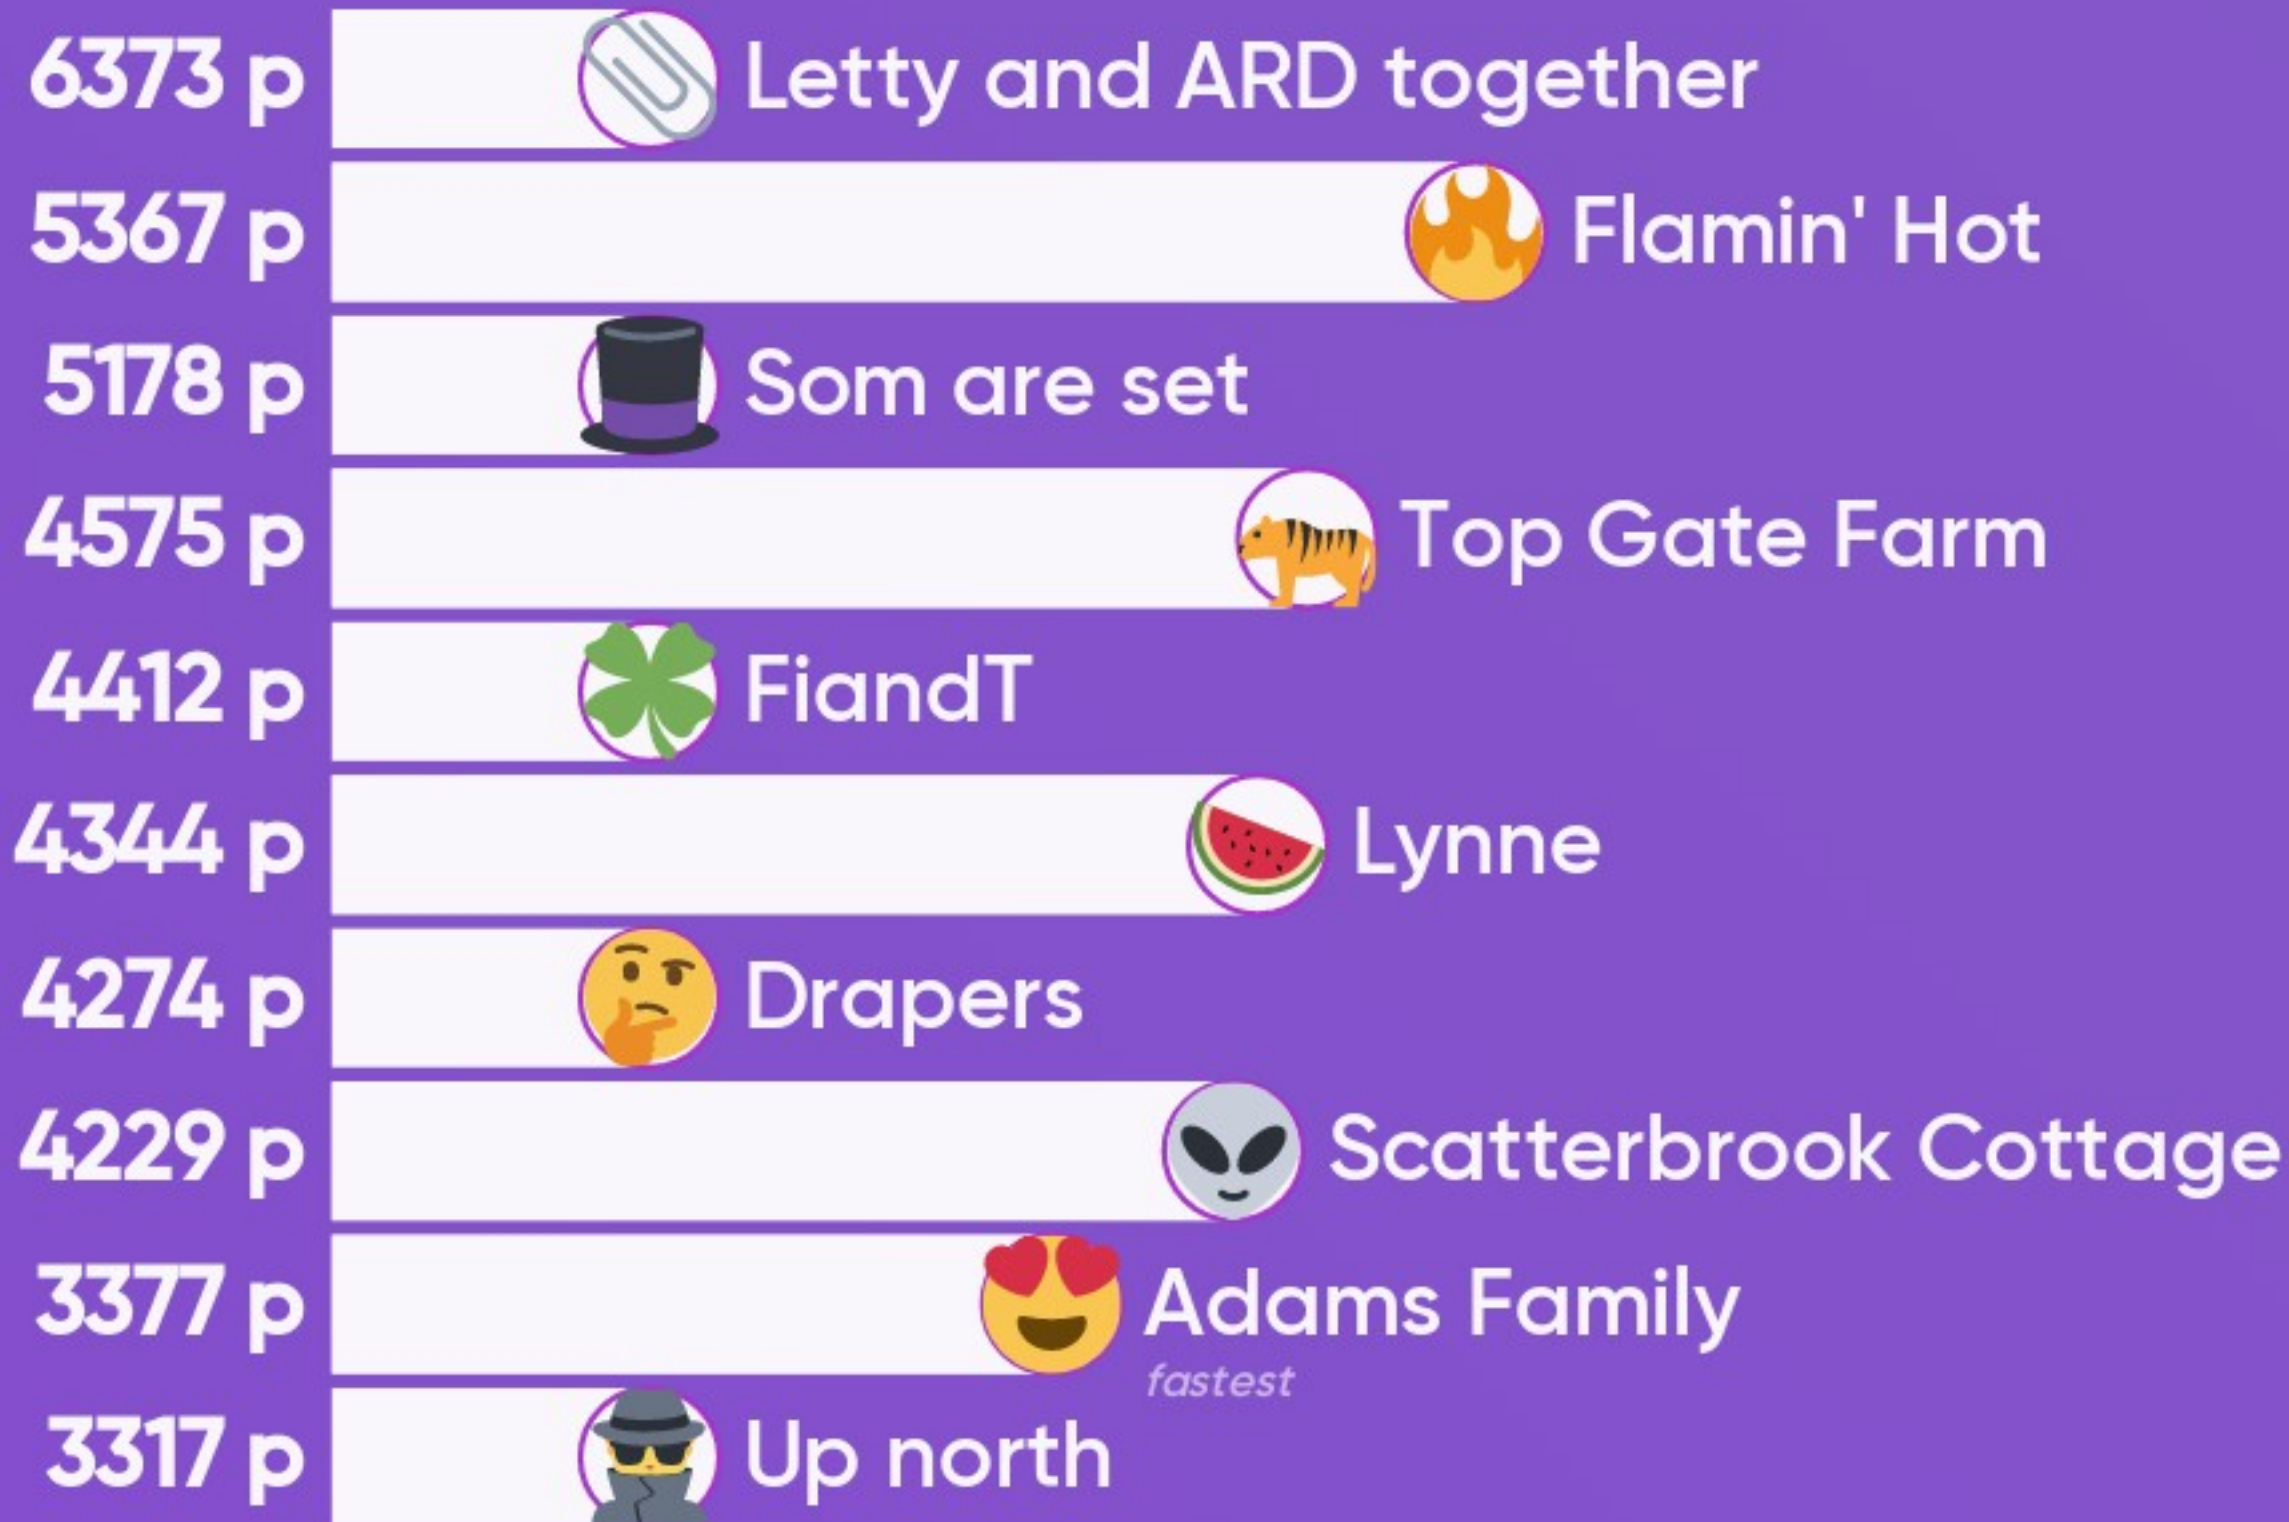 6373 p Letty and ARD together
5367 p Flamin' Hot
5178 p Som are set
4575 p Top Gate Farm
4412 p FiandT
4344 p Lynne
4274 p Drapers
4229 p Scatterbrook Cottage
3377 p Adams Family
fastest
3317 p Up north